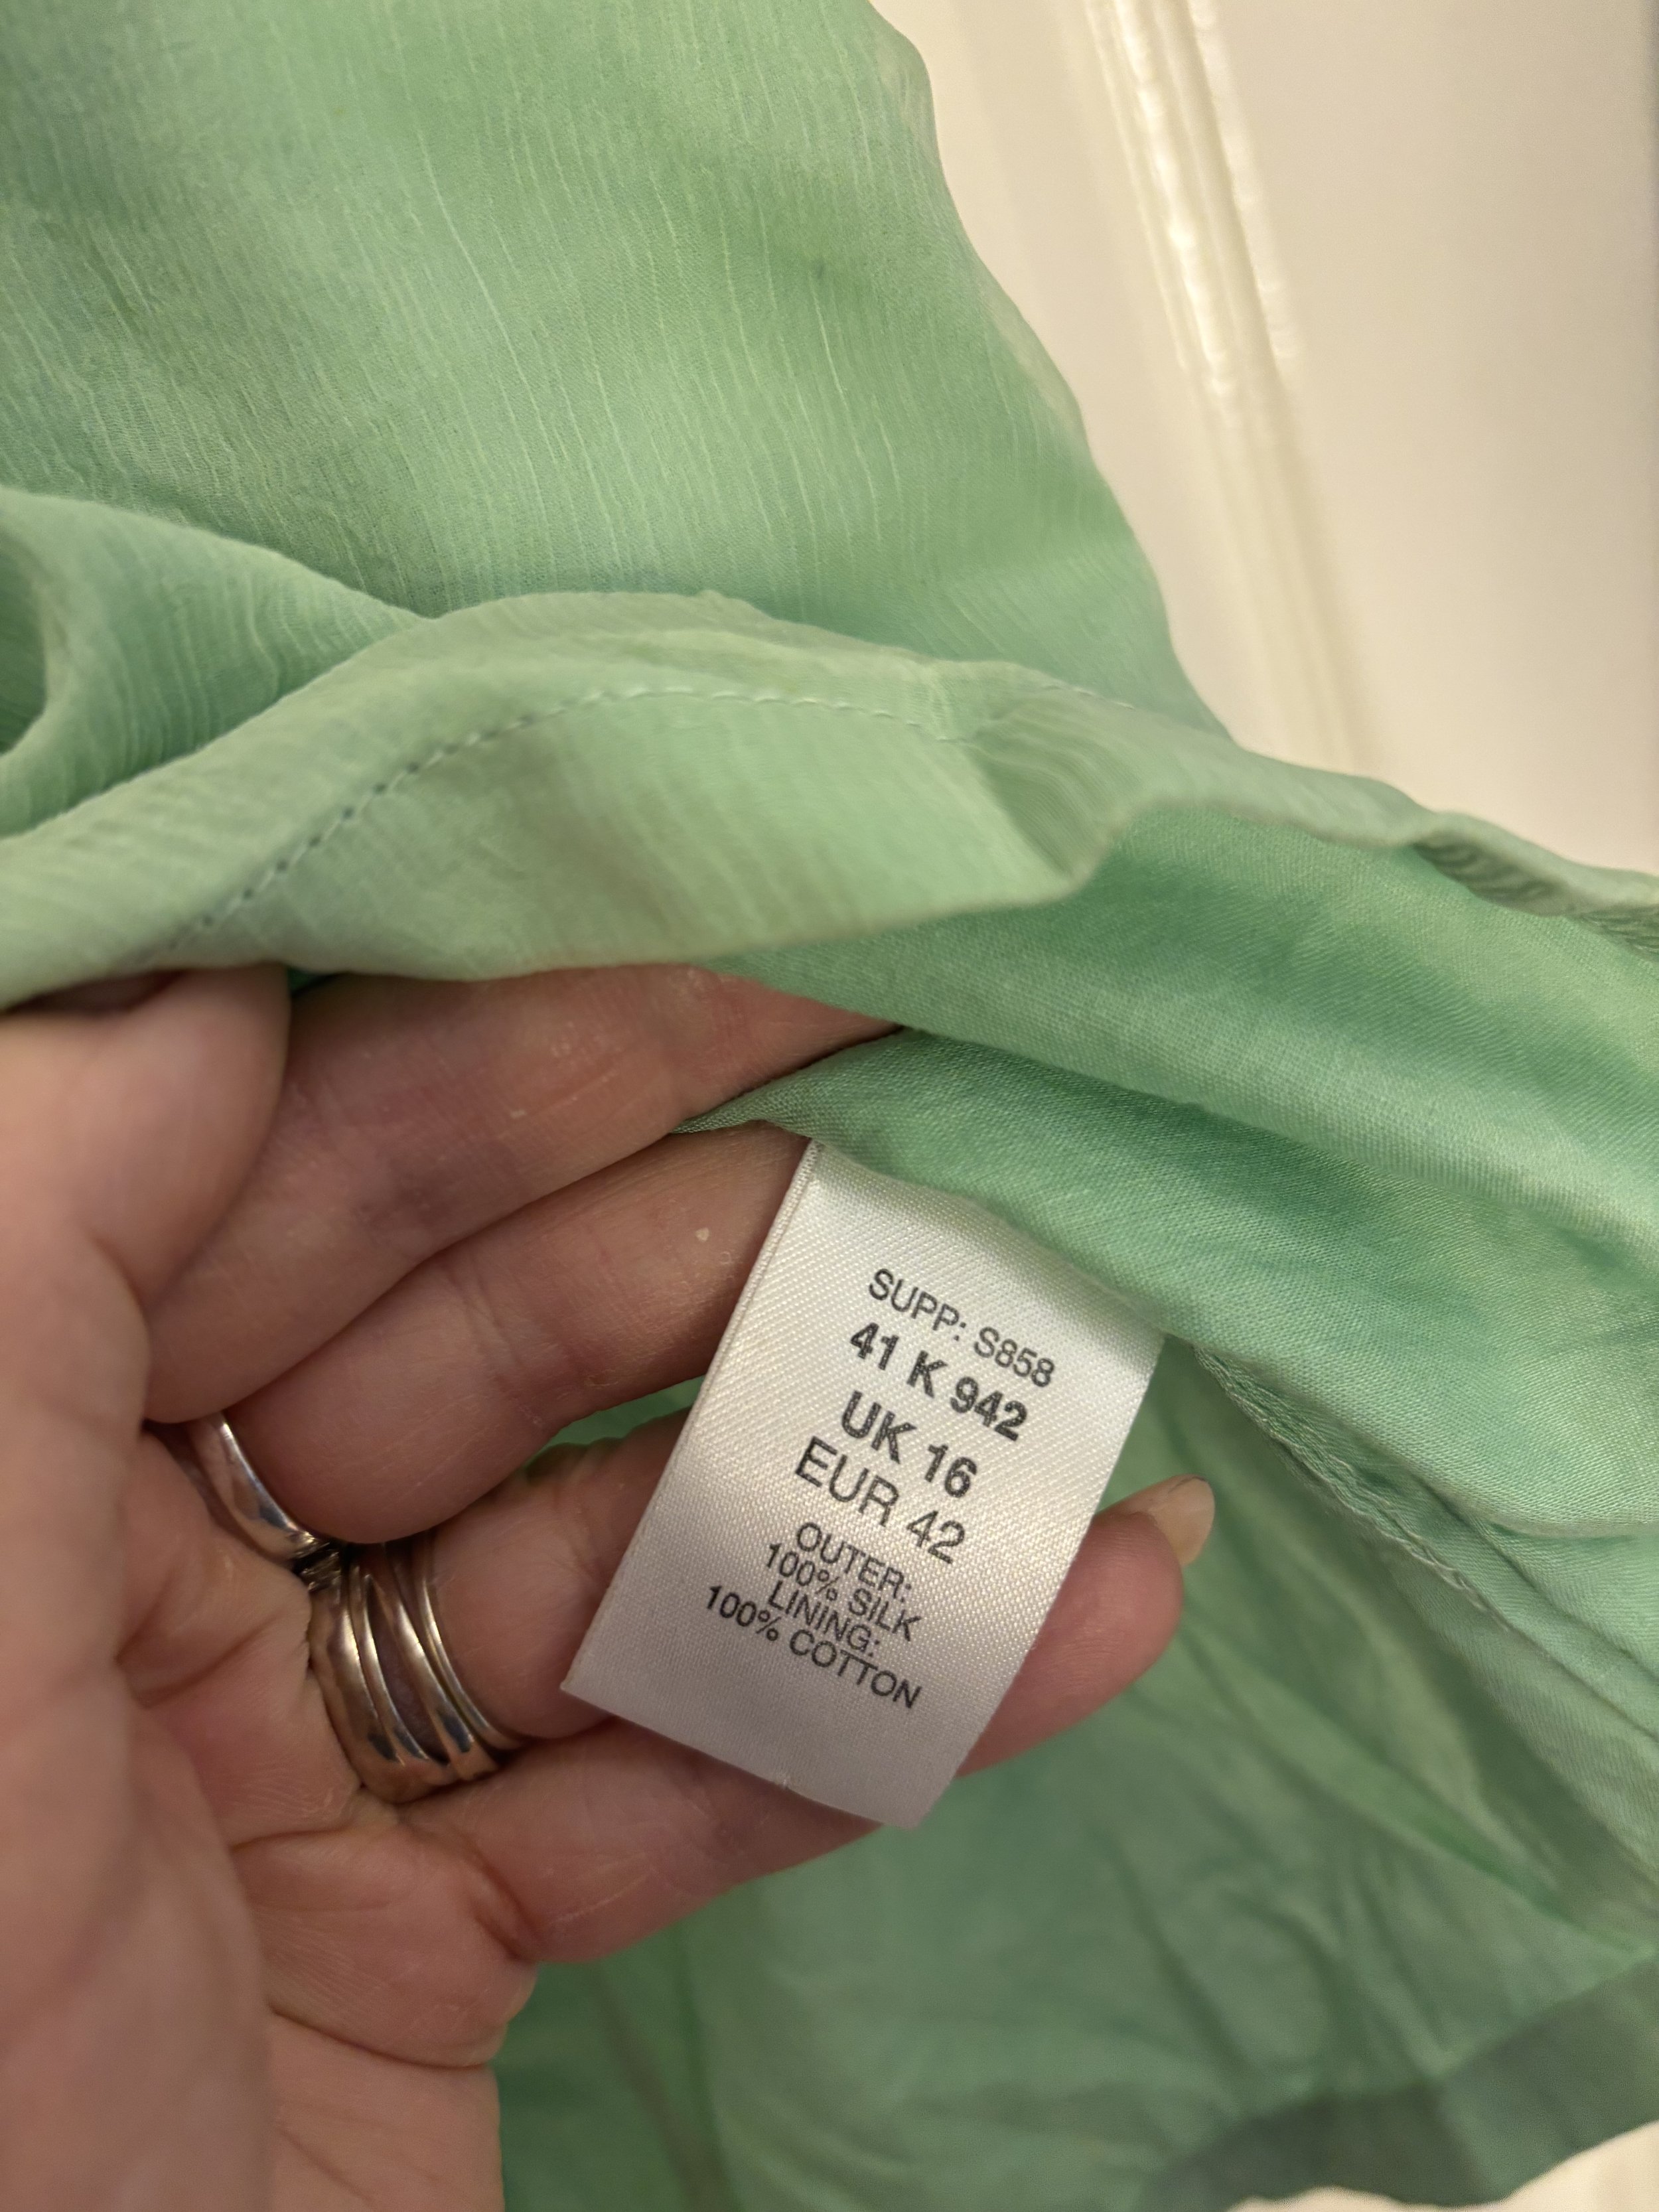 SUPP: S858
41 K 942
UK 16
EUR 42
OUTER:
100% SILK
LINING:
100% COTTON